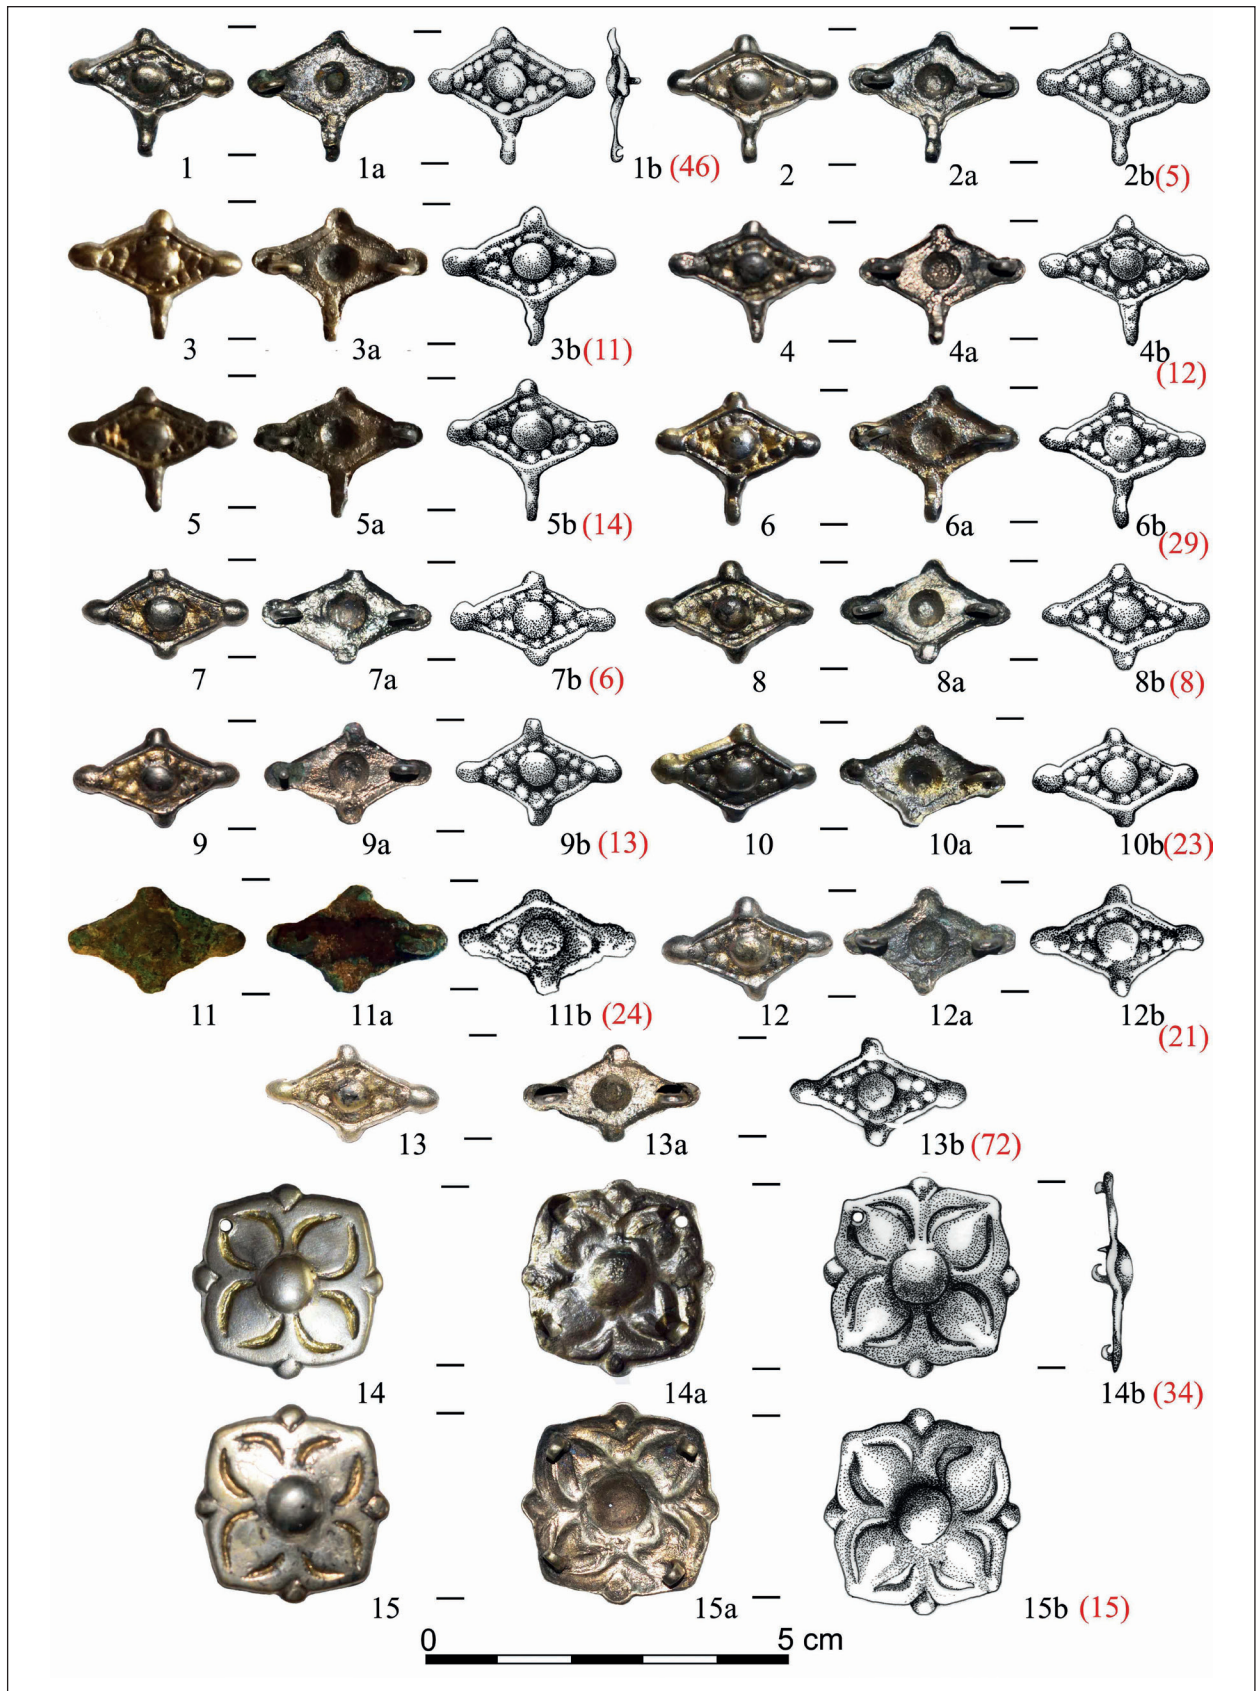 1 1a 1b (46) 2 2a 2b (5)
3 3a 3b (11) 4 4a 4b
(12)
5 5a 5b (14) 6 6a 6b
(29)
7 7a 7b (6) 8 8a 8b (8)
9 9a 9b (13) 10 10a 10b (23)
11 11a 11b (24) 12 12a 12b
(21)
13 13a 13b (72)
14 14a 14b (34)
15 15a 15b (15)
0 5 cm